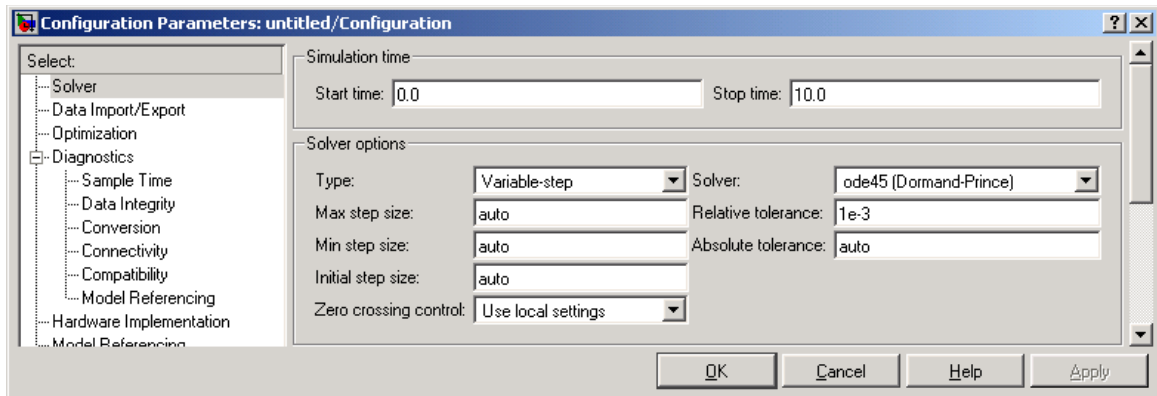 Configuration Parameters: untitled/Configuration
Select:
Solver
Data Import/Export
Optimization
Diagnostics
Sample Time
Data Integrity
Conversion
Connectivity
Compatibility
Model Referencing
Hardware Implementation
Model Referencing
Simulation time
Start time: 0.0 Stop time: 10.0
Solver options
Type: Variable-step Solver: ode45 (Dormand-Prince)
Max step size: auto Relative tolerance: 1e-3
Min step size: auto Absolute tolerance: auto
Initial step size: auto
Zero crossing control: Use local settings
OK Cancel Help Apply